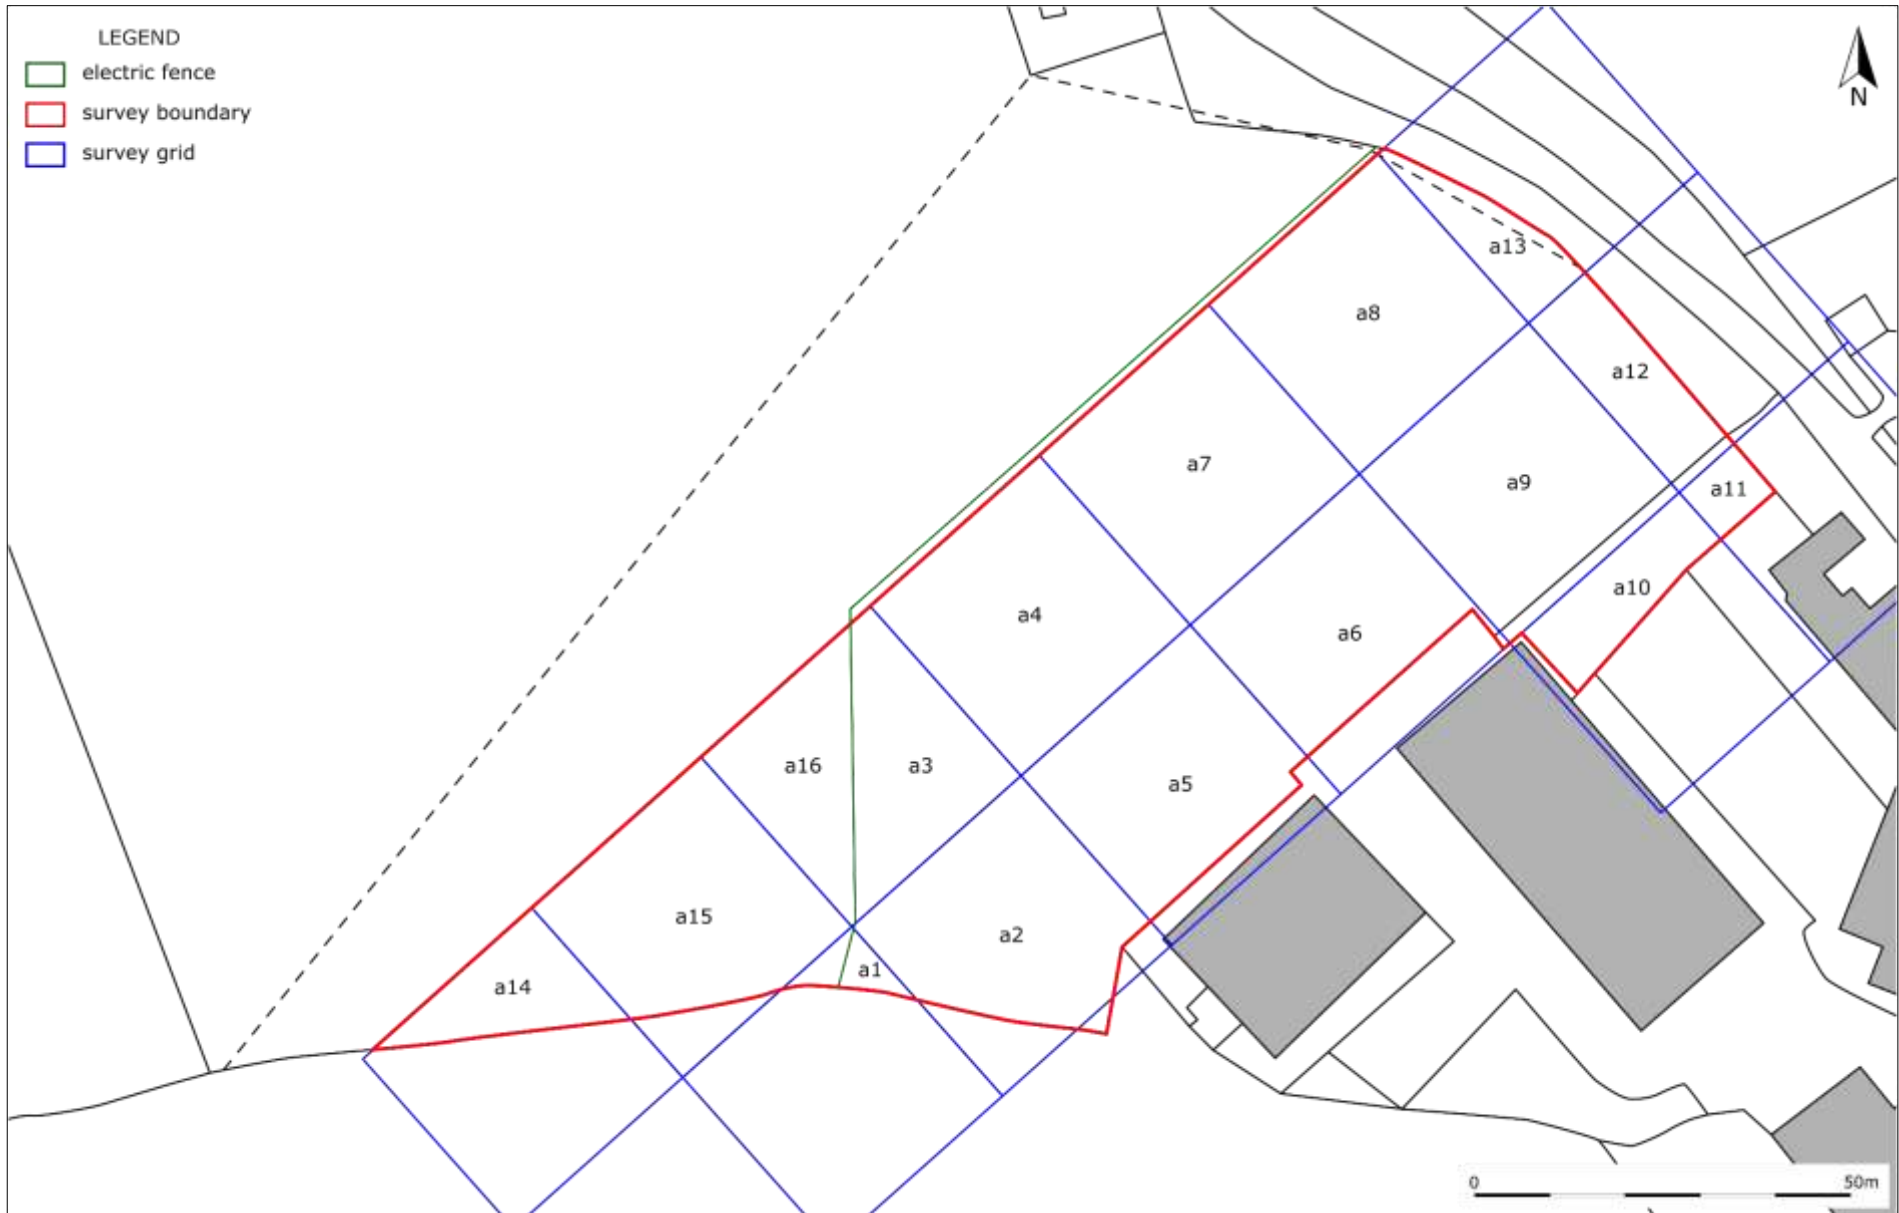 LEGEND
electric fence
survey boundary
survey grid
N
a13
a8
a12
a7
a9
a11
a10
a4
a6
a16
a3
a5
a15
a2
a1
a14
0 50m